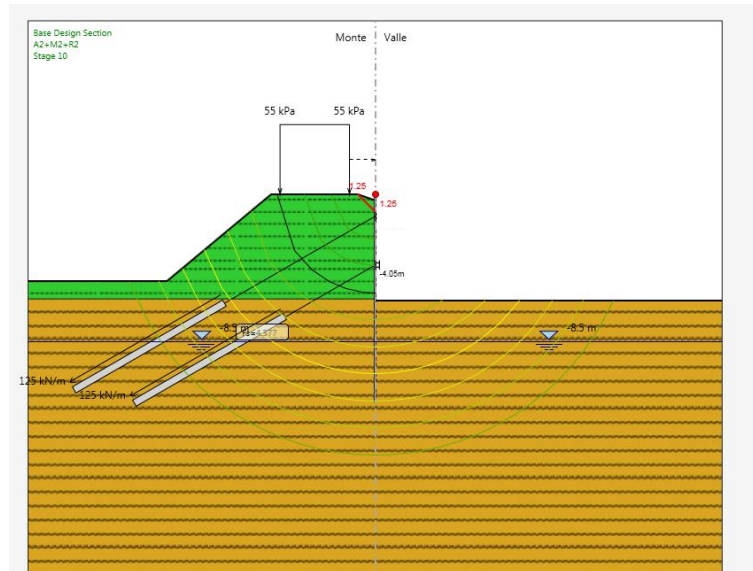 Base Design Section
A2+M2+R2
Stage 10
Monte
Valle
55 kPa
55 kPa
1.25
1.25
-4.05m
-8.5 m
-8.5 m
125 kN/m
125 kN/m